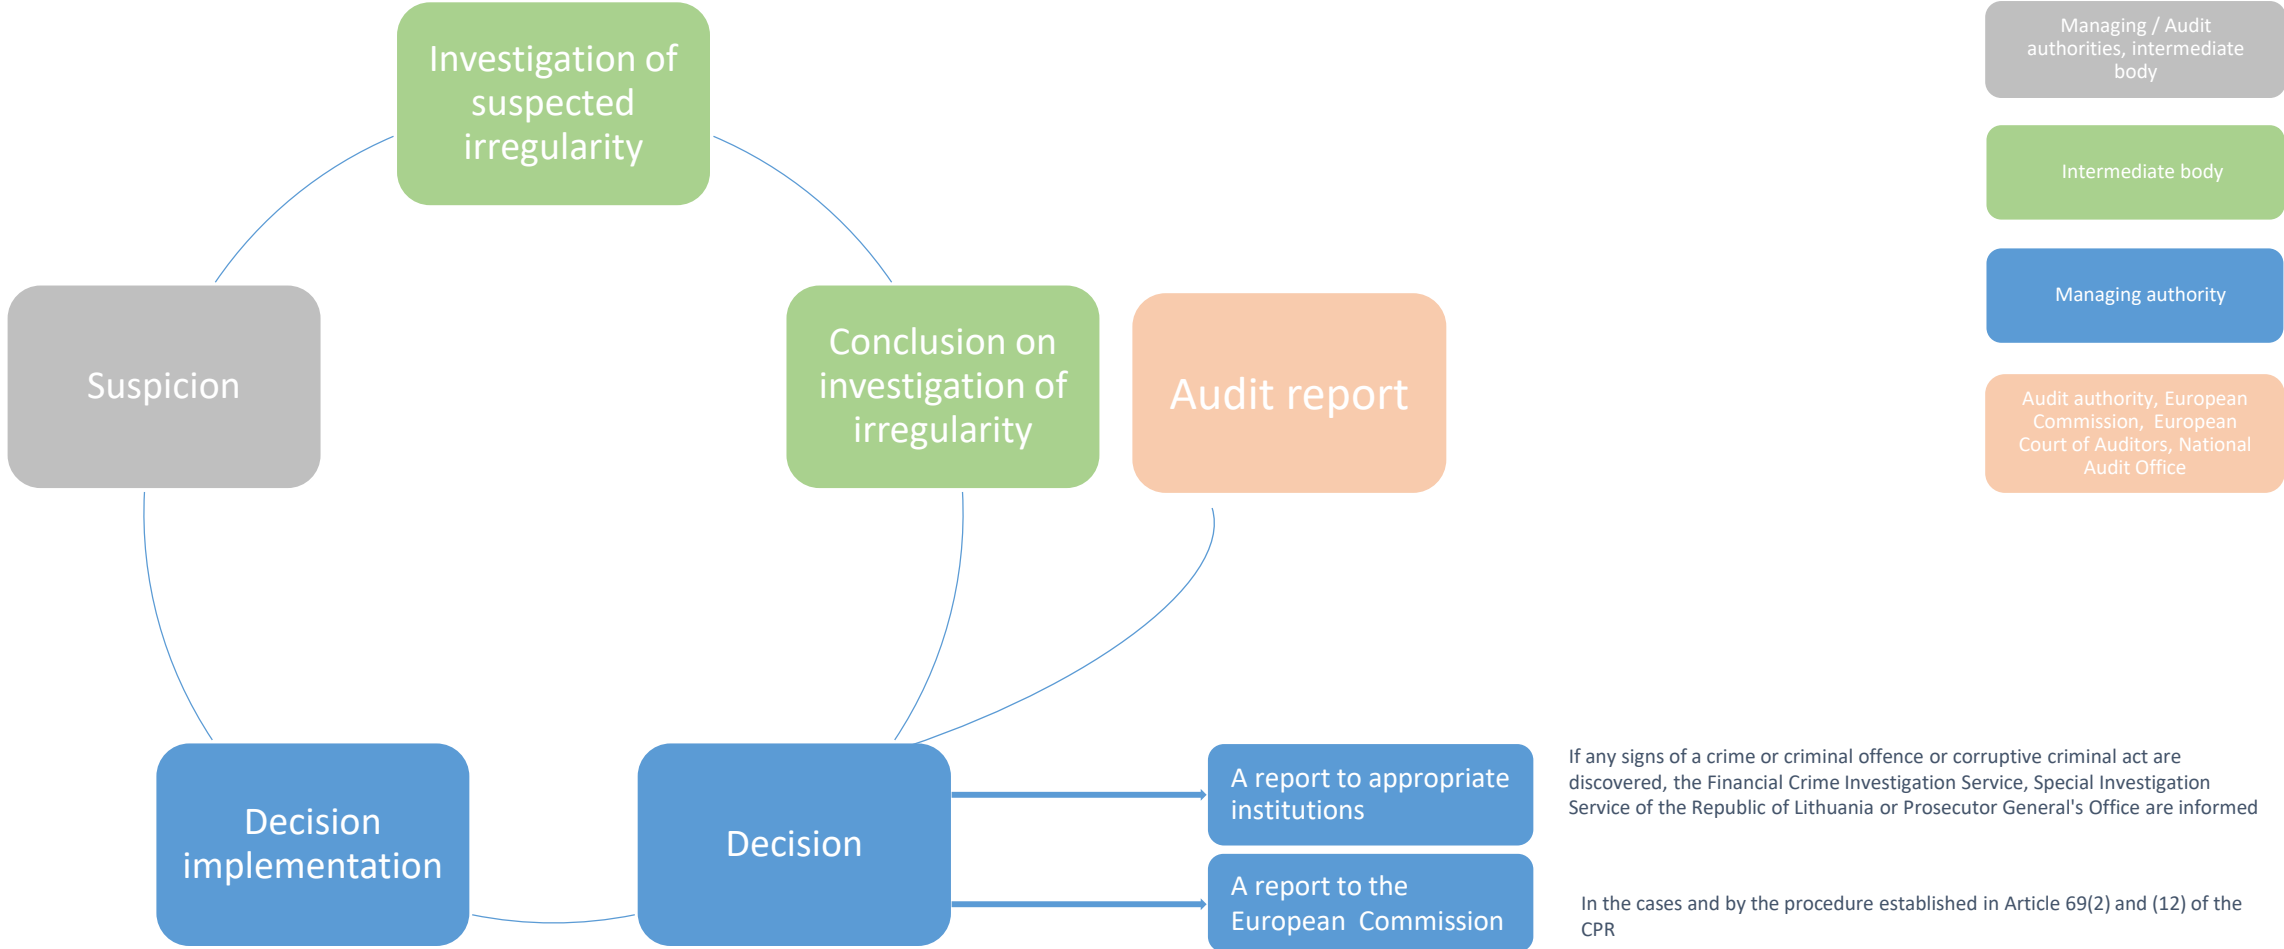 Investigation of
suspected
irregularity
Suspicion
Conclusion on
investigation of
irregularity
Audit report
Decision
implementation
Decision
A report to appropriate
institutions
If any signs of a crime or criminal offence or corruptive criminal act are
discovered, the Financial Crime Investigation Service, Special Investigation
Service of the Republic of Lithuania or Prosecutor General's Office are informed
A report to the
European Commission
In the cases and by the procedure established in Article 69(2) and (12) of the
CPR
Managing / Audit
authorities, intermediate
body
Intermediate body
Managing authority
Audit authority, European
Commission, European
Court of Auditors, National
Audit Office